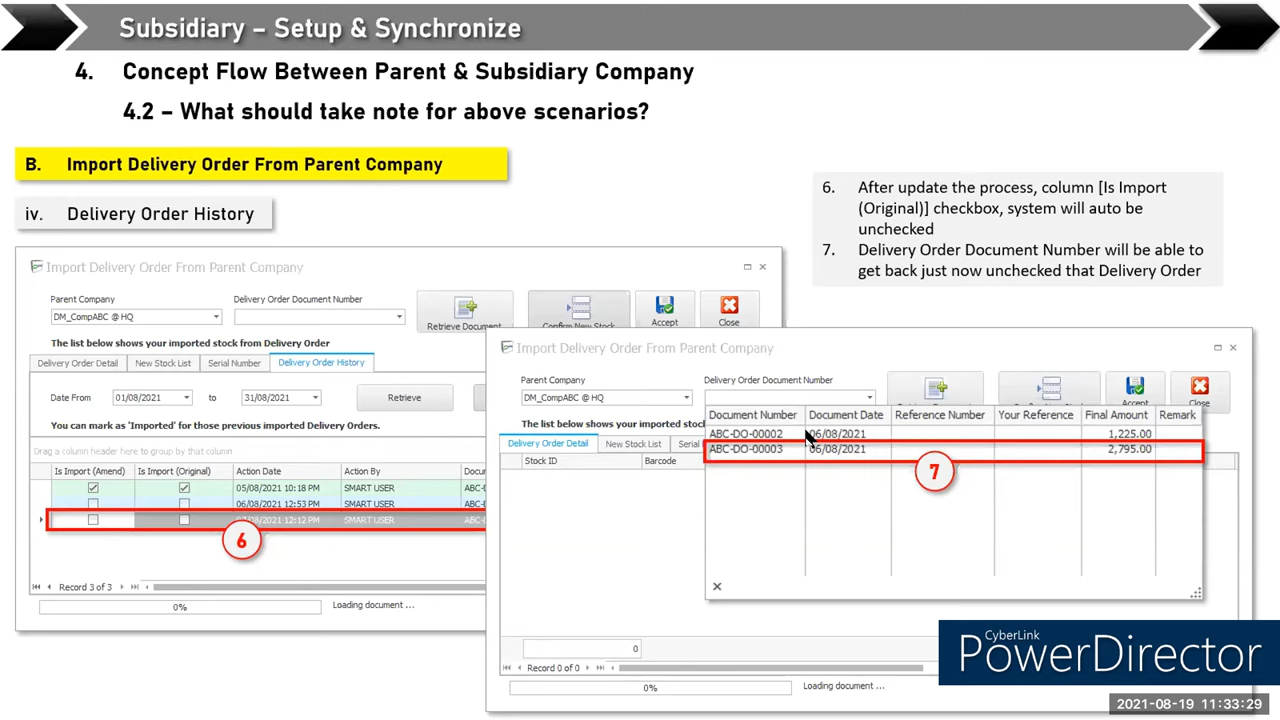 Subsidiary – Setup & Synchronize
4. Concept Flow Between Parent & Subsidiary Company
4.2 – What should take note for above scenarios?
B. Import Delivery Order From Parent Company
iv. Delivery Order History
6. After update the process, column [Is Import
(Original)] checkbox, system will auto be
unchecked
7. Delivery Order Document Number will be able to
get back just now unchecked that Delivery Order
Import Delivery Order From Parent Company
Parent Company Delivery Order Document Number
DM_CompABC @ HQ
Retrieve Document Confirm New Stock Accept Close
The list below shows your imported stock from Delivery Order
Delivery Order Detail New Stock List Serial Number Delivery Order History
Date From 01/08/2021 to 31/08/2021 Retrieve
You can mark as 'Imported' for those previous imported Delivery Orders.
Drag a column header here to group by that column
Is Import (Amend) Is Import (Original) Action Date Action By Docum
05/08/2021 10:18 PM SMART USER ABC-
06/08/2021 12:53 PM SMART USER ABC-
12:12 PM SMART USER ABC-
6
Record 3 of 3
0% Loading document ...
Import Delivery Order From Parent Company
Parent Company Delivery Order Document Number
DM_CompABC @ HQ
Accept Close
The list below shows your imported stock
Delivery Order Detail New Stock List Serial
Stock ID Barcode
Document Number Document Date Reference Number Your Reference Final Amount Remark
ABC-DO-00002 06/08/2021 1,225.00
ABC-DO-00003 06/08/2021 2,795.00
7
0
Record 0 of 0
0% Loading document ...
CyberLink
PowerDirector
2021-08-19 11:33:29